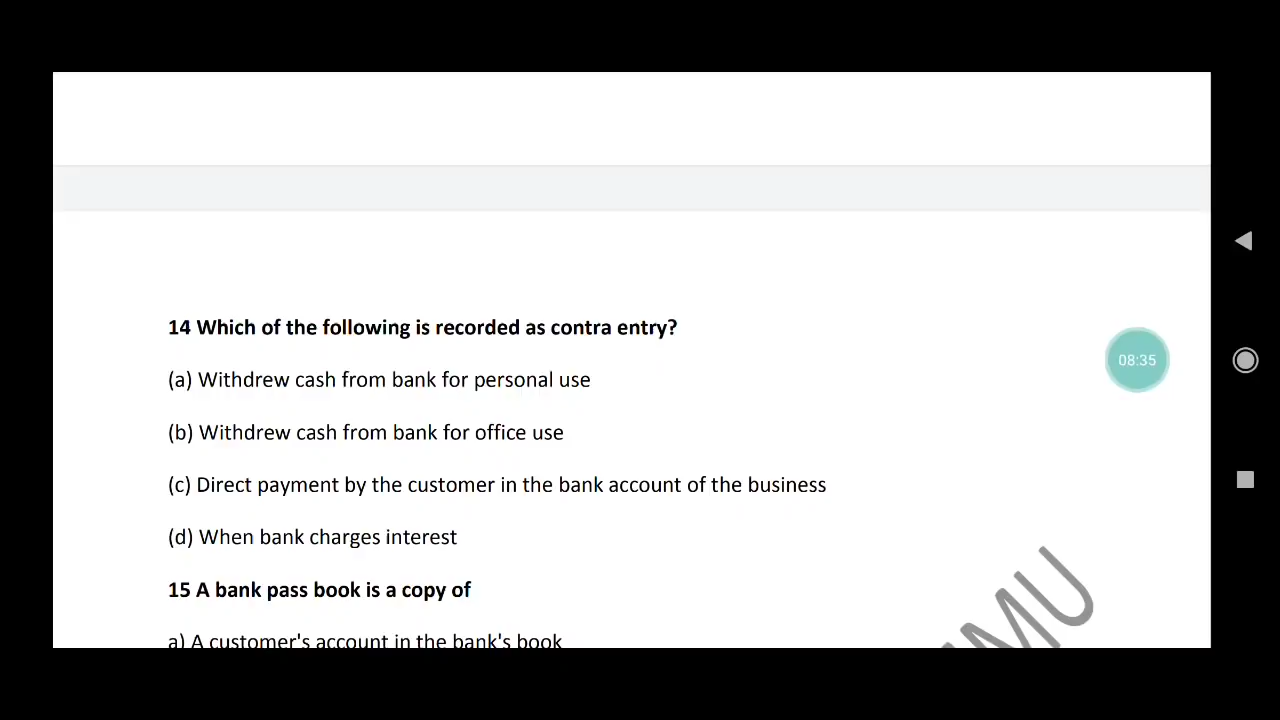 14 Which of the following is recorded as contra entry?
(a) Withdrew cash from bank for personal use
08:35
(b) Withdrew cash from bank for office use
(c) Direct payment by the customer in the bank account of the business
(d) When bank charges interest
15 A bank pass book is a copy of
a) A customer's account in the bank's book